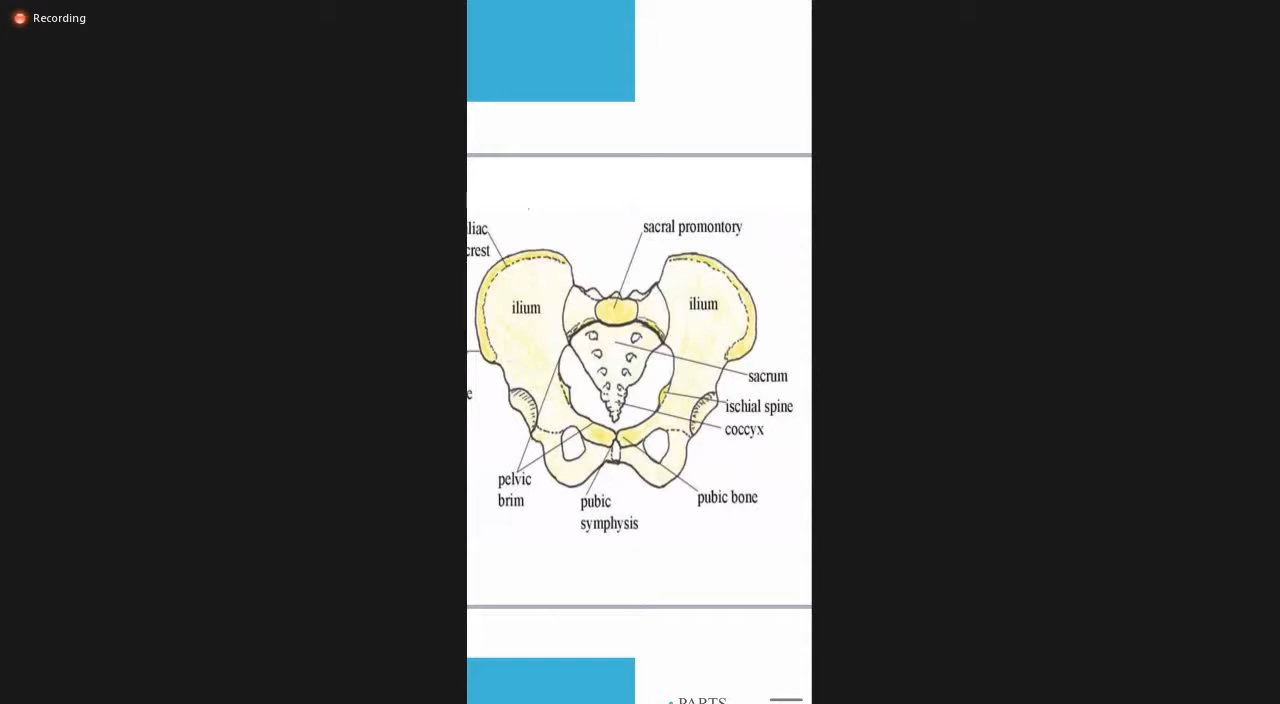 Recording
liac
crest
sacral promontory
ilium
ilium
sacrum
e
ischial spine
coccyx
pelvic
brim
pubic
symphysis
pubic bone
• PARTS